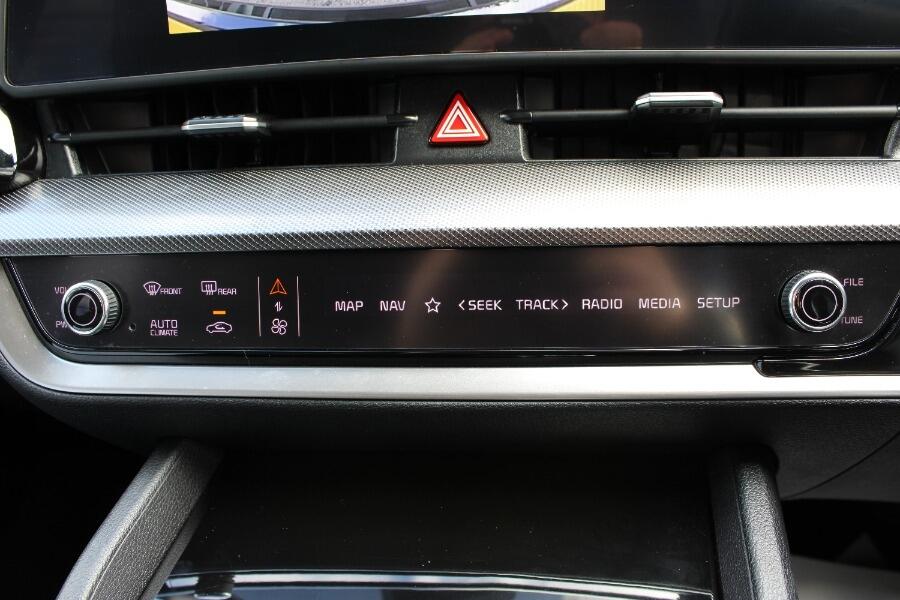 VOL
PWR
FRONT
REAR
AUTO
CLIMATE
MAP NAV <SEEK TRACK> RADIO MEDIA SETUP
FILE
TUNE